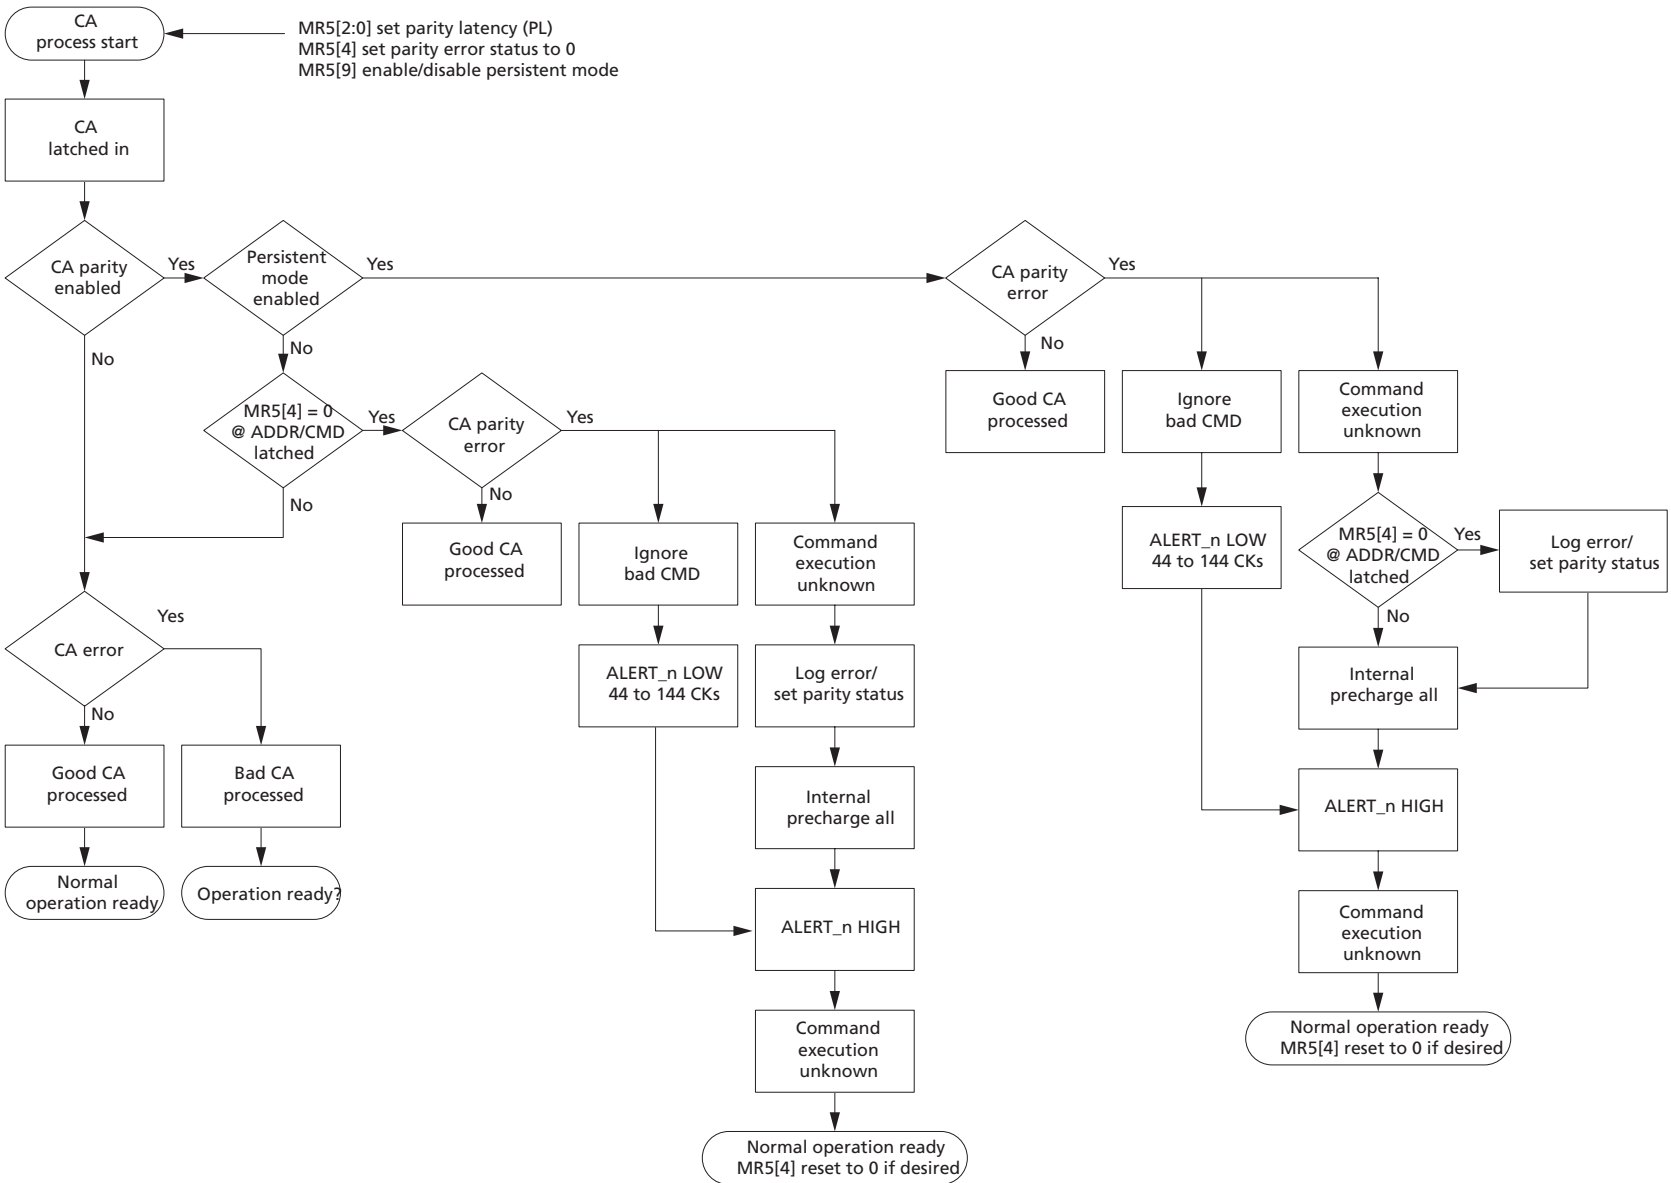 CA
process start
MR5[2:0] set parity latency (PL)
MR5[4] set parity error status to 0
MR5[9] enable/disable persistent mode
CA
latched in
CA parity
enabled
Yes
No
Persistent
mode
enabled
Yes
No
CA parity
error
Yes
No
Good CA
processed
Ignore
bad CMD
Command
execution
unknown
MR5[4] = 0
@ ADDR/CMD
latched
Yes
No
CA parity
error
Yes
No
Good CA
processed
Ignore
bad CMD
Command
execution
unknown
ALERT_n LOW
44 to 144 CKs
MR5[4] = 0
@ ADDR/CMD
latched
Yes
No
Log error/
set parity status
CA error
Yes
No
ALERT_n LOW
44 to 144 CKs
Log error/
set parity status
Internal
precharge all
Good CA
processed
Bad CA
processed
Internal
precharge all
ALERT_n HIGH
Normal
operation ready
Operation ready?
ALERT_n HIGH
Command
execution
unknown
Command
execution
unknown
Normal operation ready
MR5[4] reset to 0 if desired
Normal operation ready
MR5[4] reset to 0 if desired